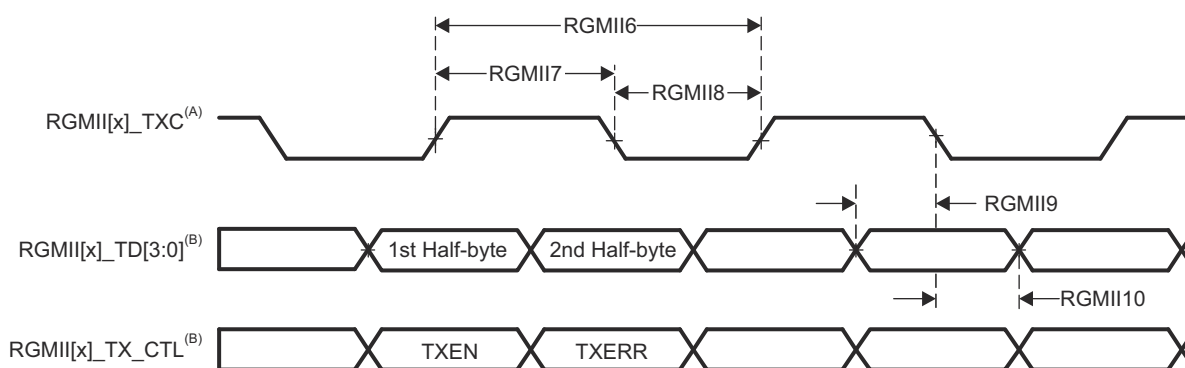 RGMII6
RGMII7
RGMII8
RGMII[x]_TXC(A)
RGMII9
RGMII[x]_TD[3:0](B)
1st Half-byte
2nd Half-byte
RGMII10
RGMII[x]_TX_CTL(B)
TXEN
TXERR